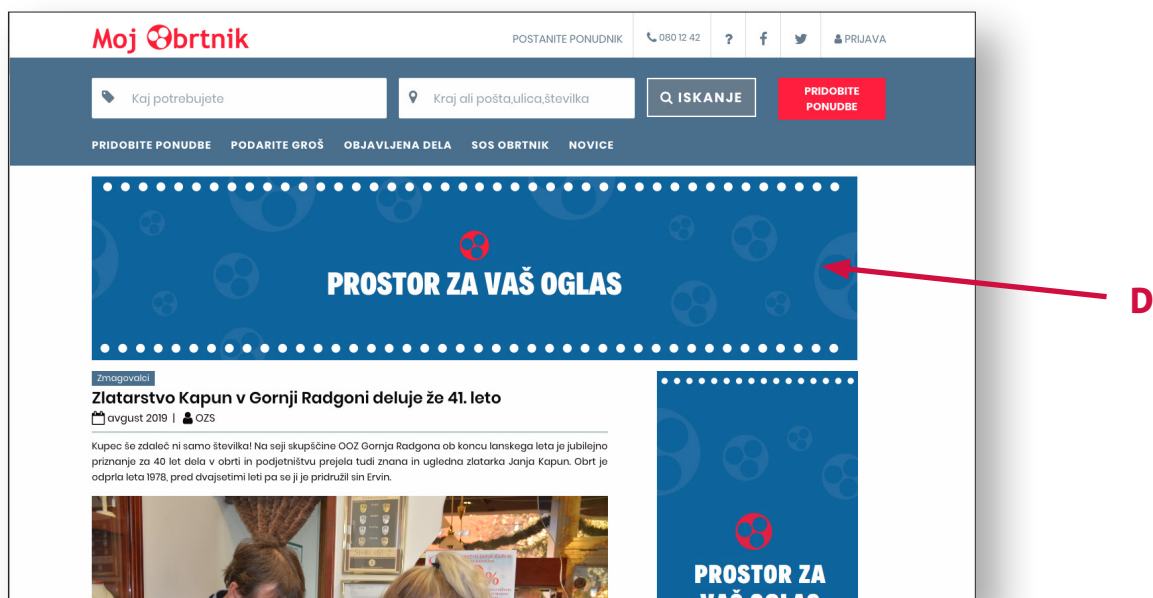 Moj Obrtnik
POSTANITE PONUDNIK 080 12 42 ? f PRIJAVA
Kaj potrebujete
Kraj ali pošta,ulica,številka
ISKANJE
PRIDOBITE
PONUDBE
PRIDOBITE PONUDBE PODARITE GROŠ OBJAVLJENA DELA SOS OBRTNIK NOVICE
PROSTOR ZA VAŠ OGLAS
D
Zmagovalci
Zlatarstvo Kapun v Gornji Radgoni deluje že 41. leto
avgust 2019 | OZS
Kupec še zdaleč ni samo številka! Na seji skupščine OOZ Gornja Radgona ob koncu lanskega leta je jubilejno
priznanje za 40 let dela v obrti in podjetništvu prejela tudi znana in ugledna zlatarka Janja Kapun. Obrt je
odprla leta 1978, pred dvajsetimi leti pa se ji je pridružil sin Ervin.
%
PROSTOR ZA
VAŠ OGLAS